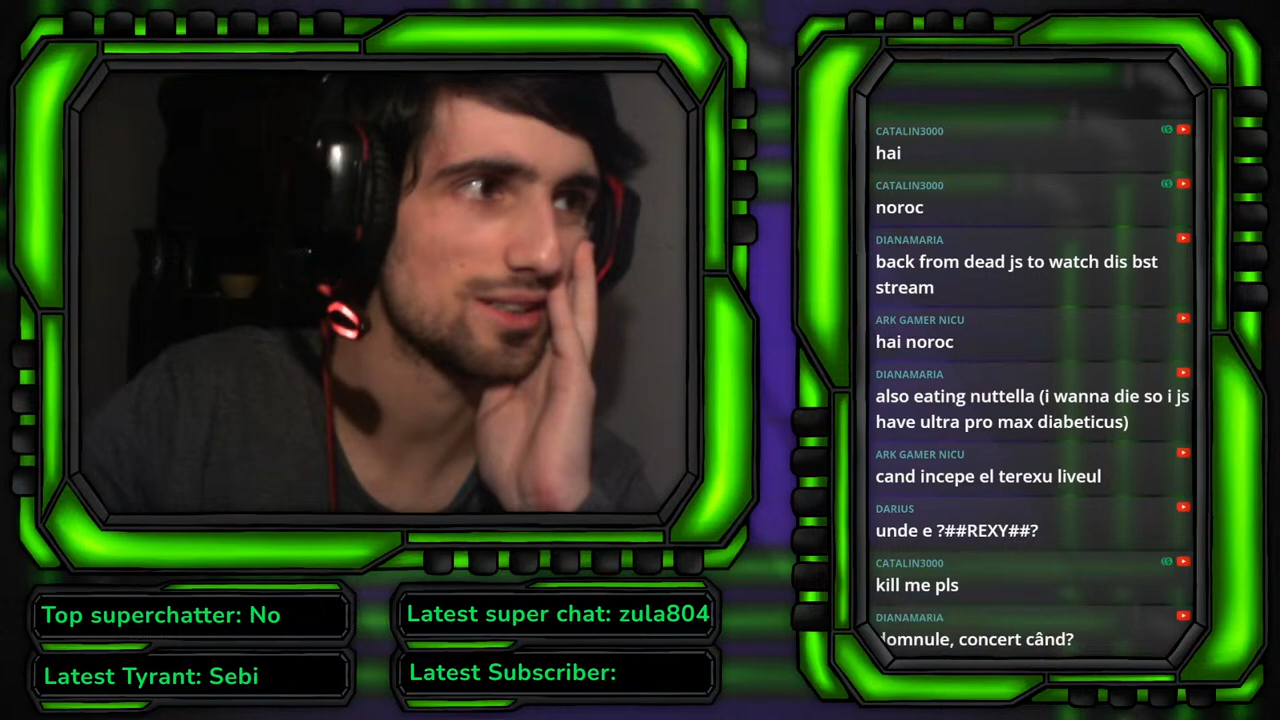 CATALIN3000
hai
CATALIN3000
noroc
DIANAMARIA
back from dead js to watch dis bst
stream
ARK GAMER NICU
hai noroc
DIANAMARIA
also eating nuttella (i wanna die so i js
have ultra pro max diabeticus)
ARK GAMER NICU
cand incepe el terexu liveul
DARIUS
unde e ?##REXY##?
CATALIN3000
kill me pls
DIANAMARIA
domnule, concert când?
Top superchatter: No
Latest super chat: zula804
Latest Tyrant: Sebi
Latest Subscriber: